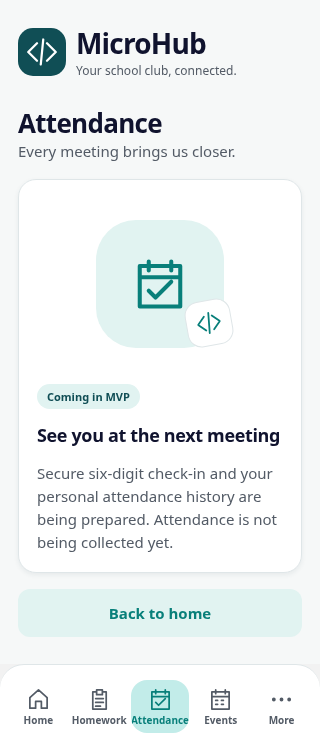 MicroHub
Your school club, connected.
Attendance
Every meeting brings us closer.
Coming in MVP
See you at the next meeting
Secure six-digit check-in and your
personal attendance history are
being prepared. Attendance is not
being collected yet.
Back to home
Home Homework Attendance Events More